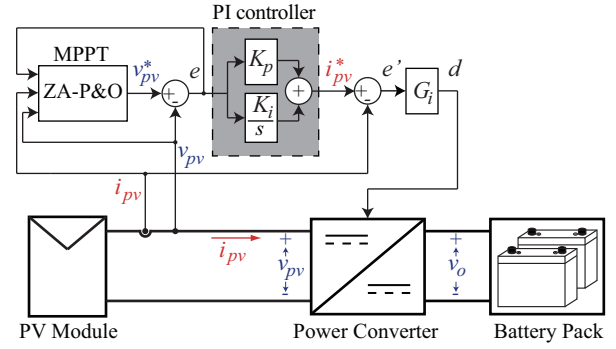 PI controller
MPPT
ZA-P&O
v*pv
e
Kp
Ki
s
+
i*pv
e'
Gi
d
-
-
vpv
ipv
ipv
+
vpv
-
+
vo
-
PV Module
Power Converter
Battery Pack